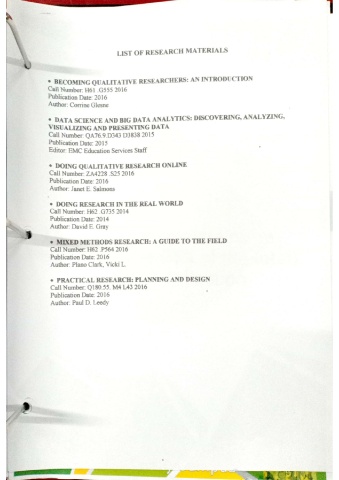 LIST OF RESEARCH MATERIALS
• BECOMING QUALITATIVE RESEARCHERS: AN INTRODUCTION
Call Number: H61 .G555 2016
Publication Date: 2016
Author: Corrine Glesne
• DATA SCIENCE AND BIG DATA ANALYTICS: DISCOVERING, ANALYZING,
VISUALIZING AND PRESENTING DATA
Call Number: QA76.9.D343 D3838 2015
Publication Date: 2015
Editor: EMC Education Services Staff
• DOING QUALITATIVE RESEARCH ONLINE
Call Number: ZA4228 .S25 2016
Publication Date: 2016
Author: Janet E. Salmons
• DOING RESEARCH IN THE REAL WORLD
Call Number: H62 .G735 2014
Publication Date: 2014
Author: David E. Gray
• MIXED METHODS RESEARCH: A GUIDE TO THE FIELD
Call Number: H62 .P564 2016
Publication Date: 2016
Author: Plano Clark, Vicki L.
• PRACTICAL RESEARCH: PLANNING AND DESIGN
Call Number: Q180.55. M4 L43 2016
Publication Date: 2016
Author: Paul D. Leedy